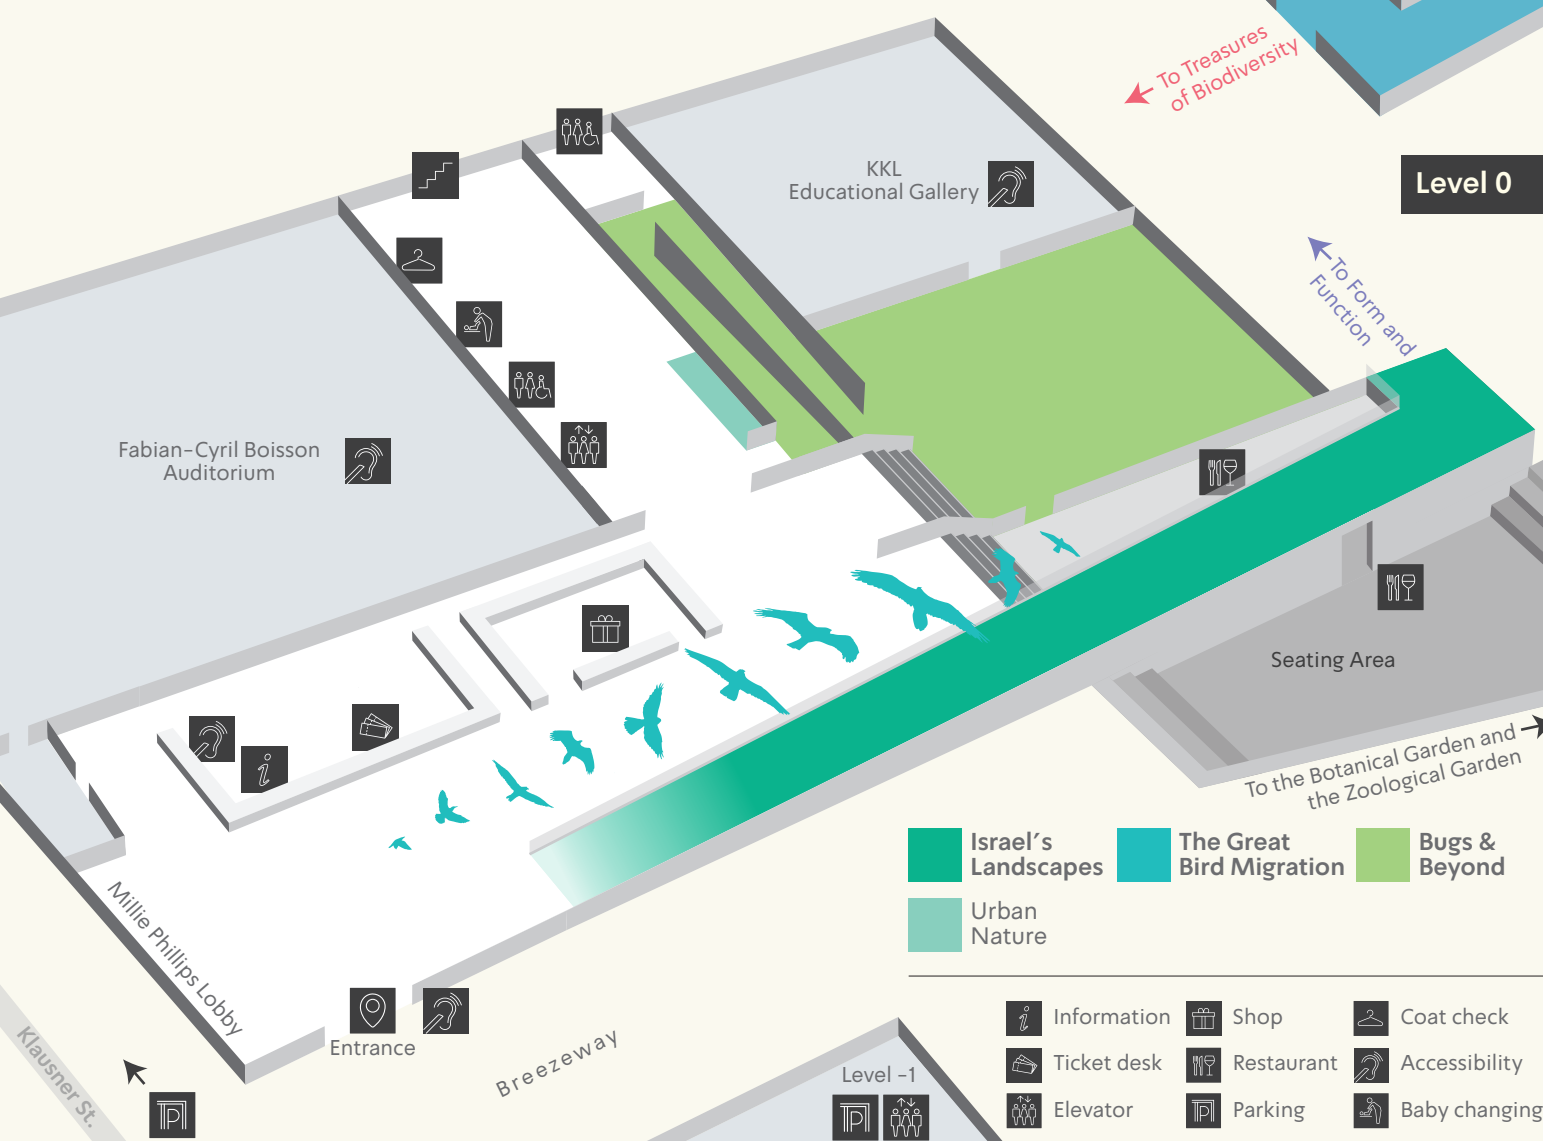 To Treasures
of Biodiversity
KKL
Educational Gallery
Level 0
To Form and
Function
Fabian-Cyril Boisson
Auditorium
Seating Area
To the Botanical Garden and
the Zoological Garden
Millie Phillips Lobby
Entrance
Klausner St.
Breezeway
Level -1
Israel's
Landscapes
The Great
Bird Migration
Bugs &
Beyond
Urban
Nature
Information
Shop
Coat check
Ticket desk
Restaurant
Accessibility
Elevator
Parking
Baby changing